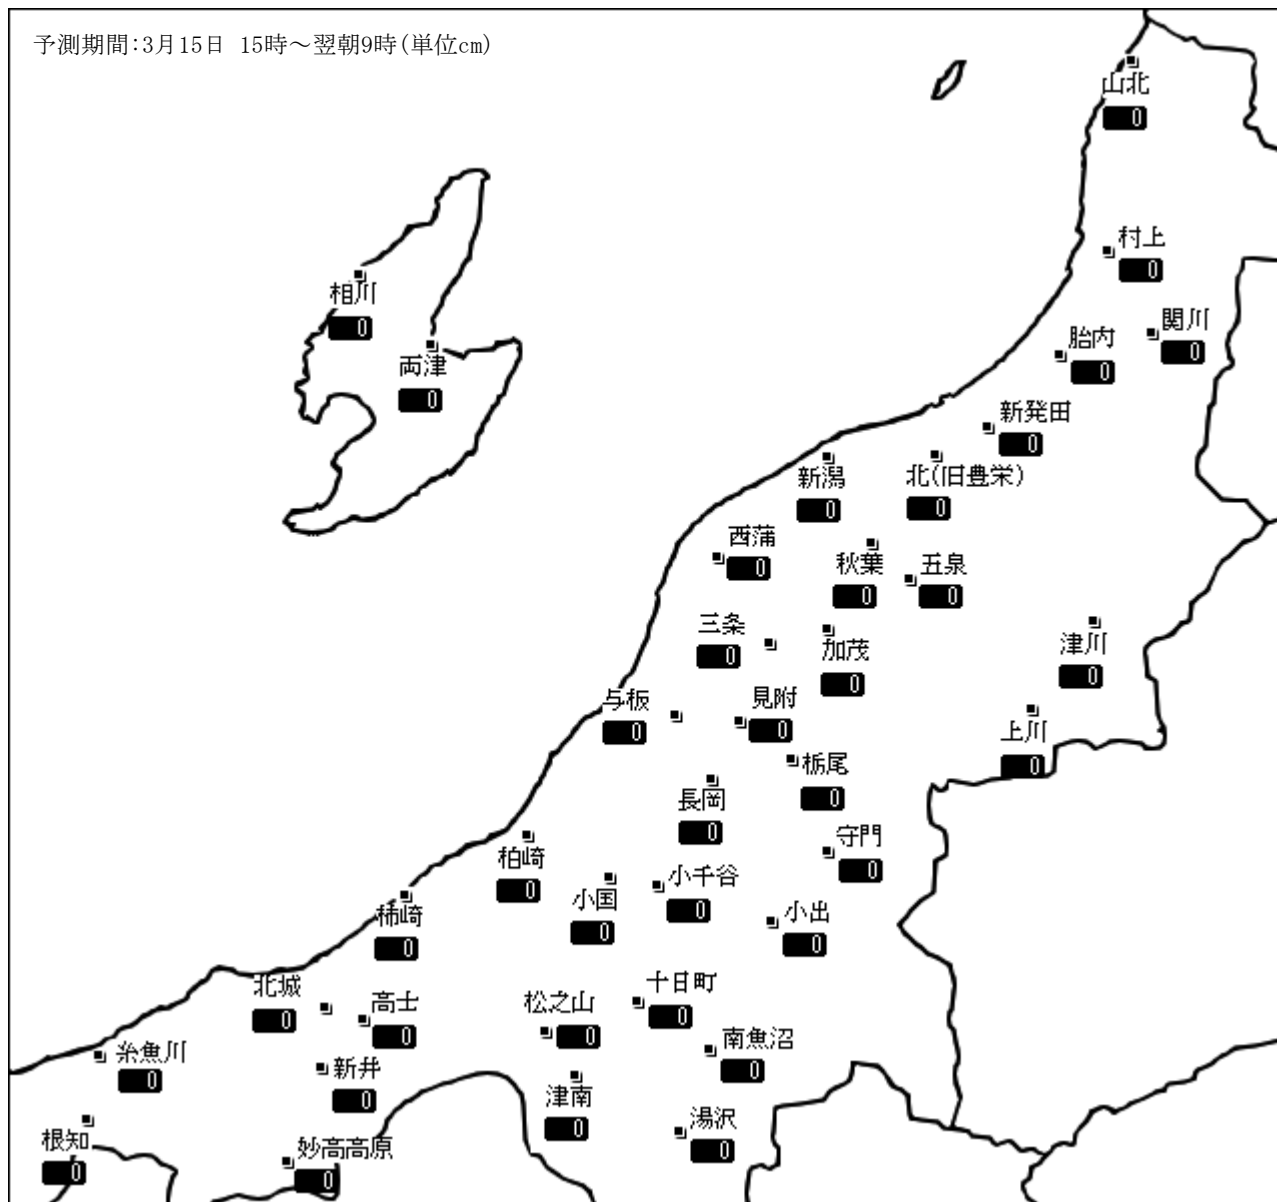 予測期間:3月15日 15時～翌朝9時(単位cm)
山北
0
村上
0
相川
0
関川
0
胎内
0
両津
0
新発田
0
新潟
0
北(旧豊栄)
0
西蒲
0
秋葉
0
五泉
0
三条
0
加茂
0
津川
0
与板
0
見附
0
上川
0
栃尾
0
長岡
0
守門
0
柏崎
0
小千谷
0
小国
0
小出
0
柿崎
0
北城
0
高士
0
松之山
0
十日町
0
南魚沼
0
糸魚川
0
新井
0
津南
0
湯沢
0
根知
0
妙高高原
0